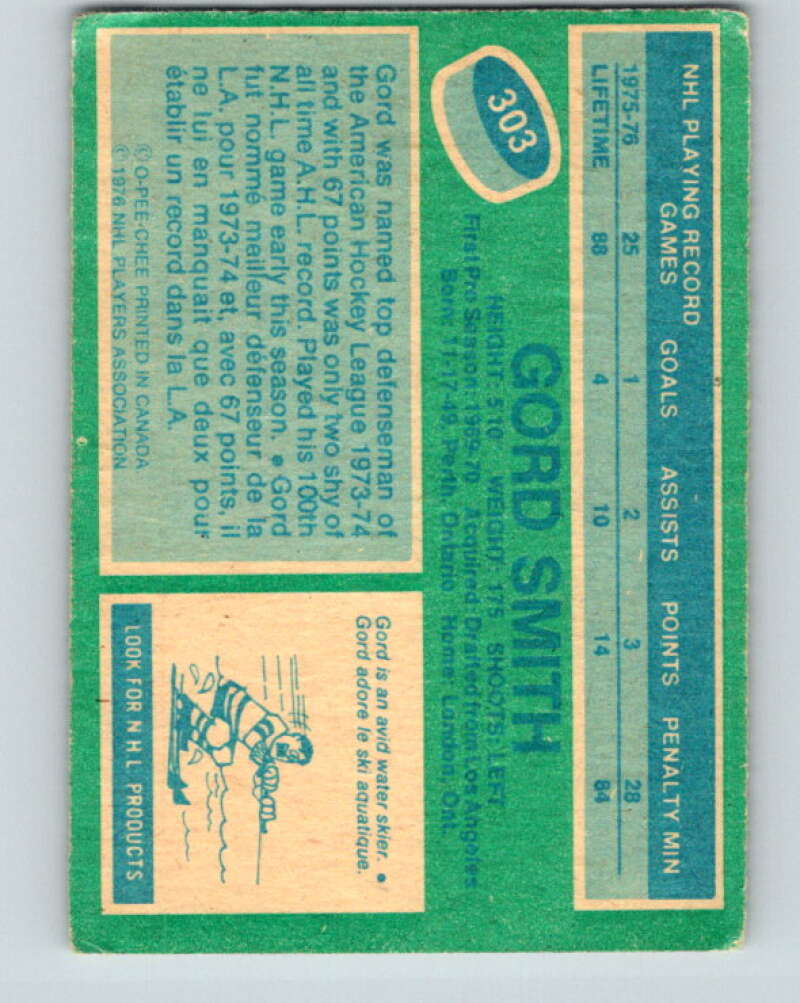 NHL PLAYING RECORD
GAMES GOALS ASSISTS POINTS PENALTY MIN
1975-76 25 1 2 3 28
LIFETIME 88 4 10 14 84
303
GORD SMITH
HEIGHT: 5.10 WEIGHT: 175 SHOOTS: LEFT
First Pro Season: 1969-70 Acquired: Drafted from Los Angeles
Born: 11-17-49, Perth, Ontario Home: London, Ont.
Gord was named top defenseman of
the American Hockey League 1973-74
and with 67 points was only two shy of
all time A.H.L. record. Played his 100th
N.H.L. game early this season. • Gord
fut nommé meilleur défenseur de la
L.A. pour 1973-74 et, avec 67 points, il
ne lui en manquait que deux pour
établir un record dans la L.A.
© O-PEE-CHEE PRINTED IN CANADA
© 1976 NHL PLAYERS ASSOCIATION
Gord is an avid water skier. •
Gord adore le ski aquatique.
LOOK FOR NHL PRODUCTS